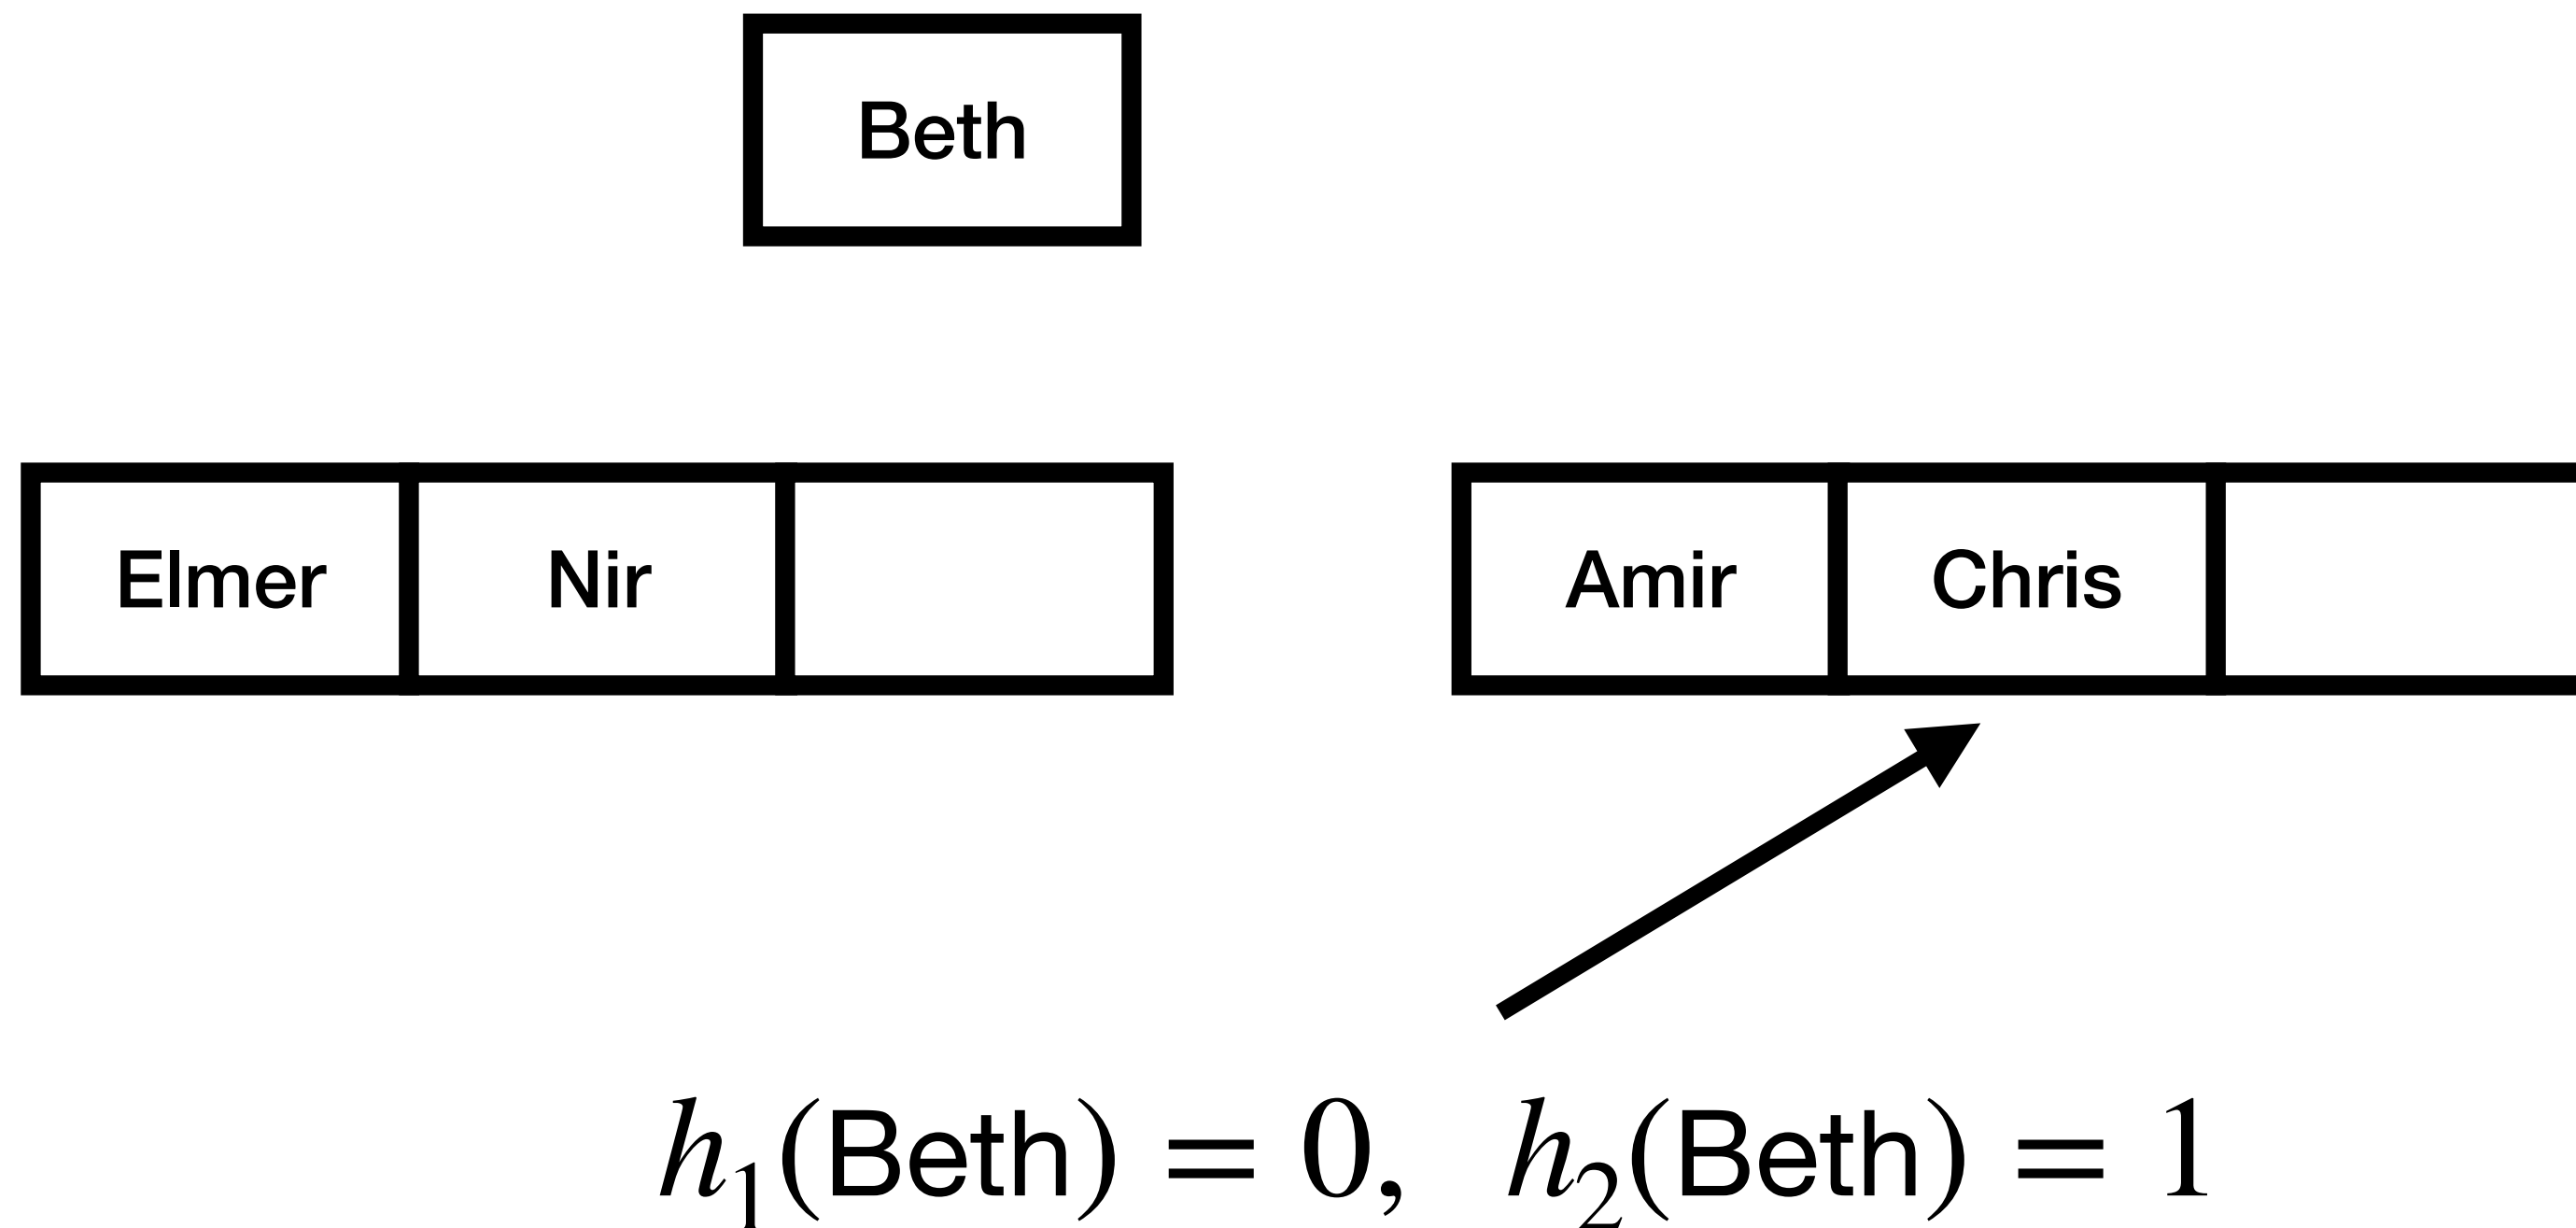 Beth
Elmer Nir Amir Chris
h₁(Beth) = 0, h₂(Beth) = 1